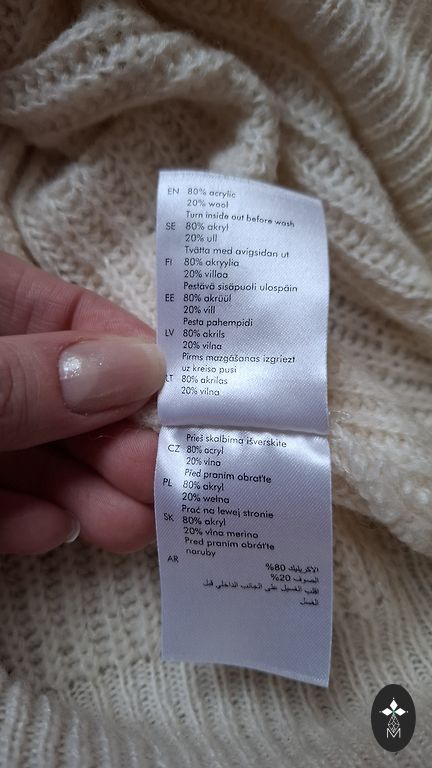 EN 80% acrylic
20% wool
Turn inside out before wash
SE 80% akryl
20% ull
Tvätta med avigsidan ut
FI 80% akryylia
20% villaa
Pestävä sisäpuoli ulospäin
EE 80% akrüül
20% vill
Pesta pahempidi
LV 80% akrils
20% vilna
Pirms mazgāšanas izgriezt
uz kreiso pusi
LT 80% akrilas
20% vilna
Prieš skalbimą išverskite
CZ 80% acryl
20% vlna
Před praním obraťte
PL 80% akryl
20% wełna
Prać na lewej stronie
SK 80% akryl
20% vlna merino
Pred praním obráťte
naruby
AR الاكريليك 80%
الصوف 20%
اقلب الغسيل على الجانب الداخلي قبل
الغسل
M